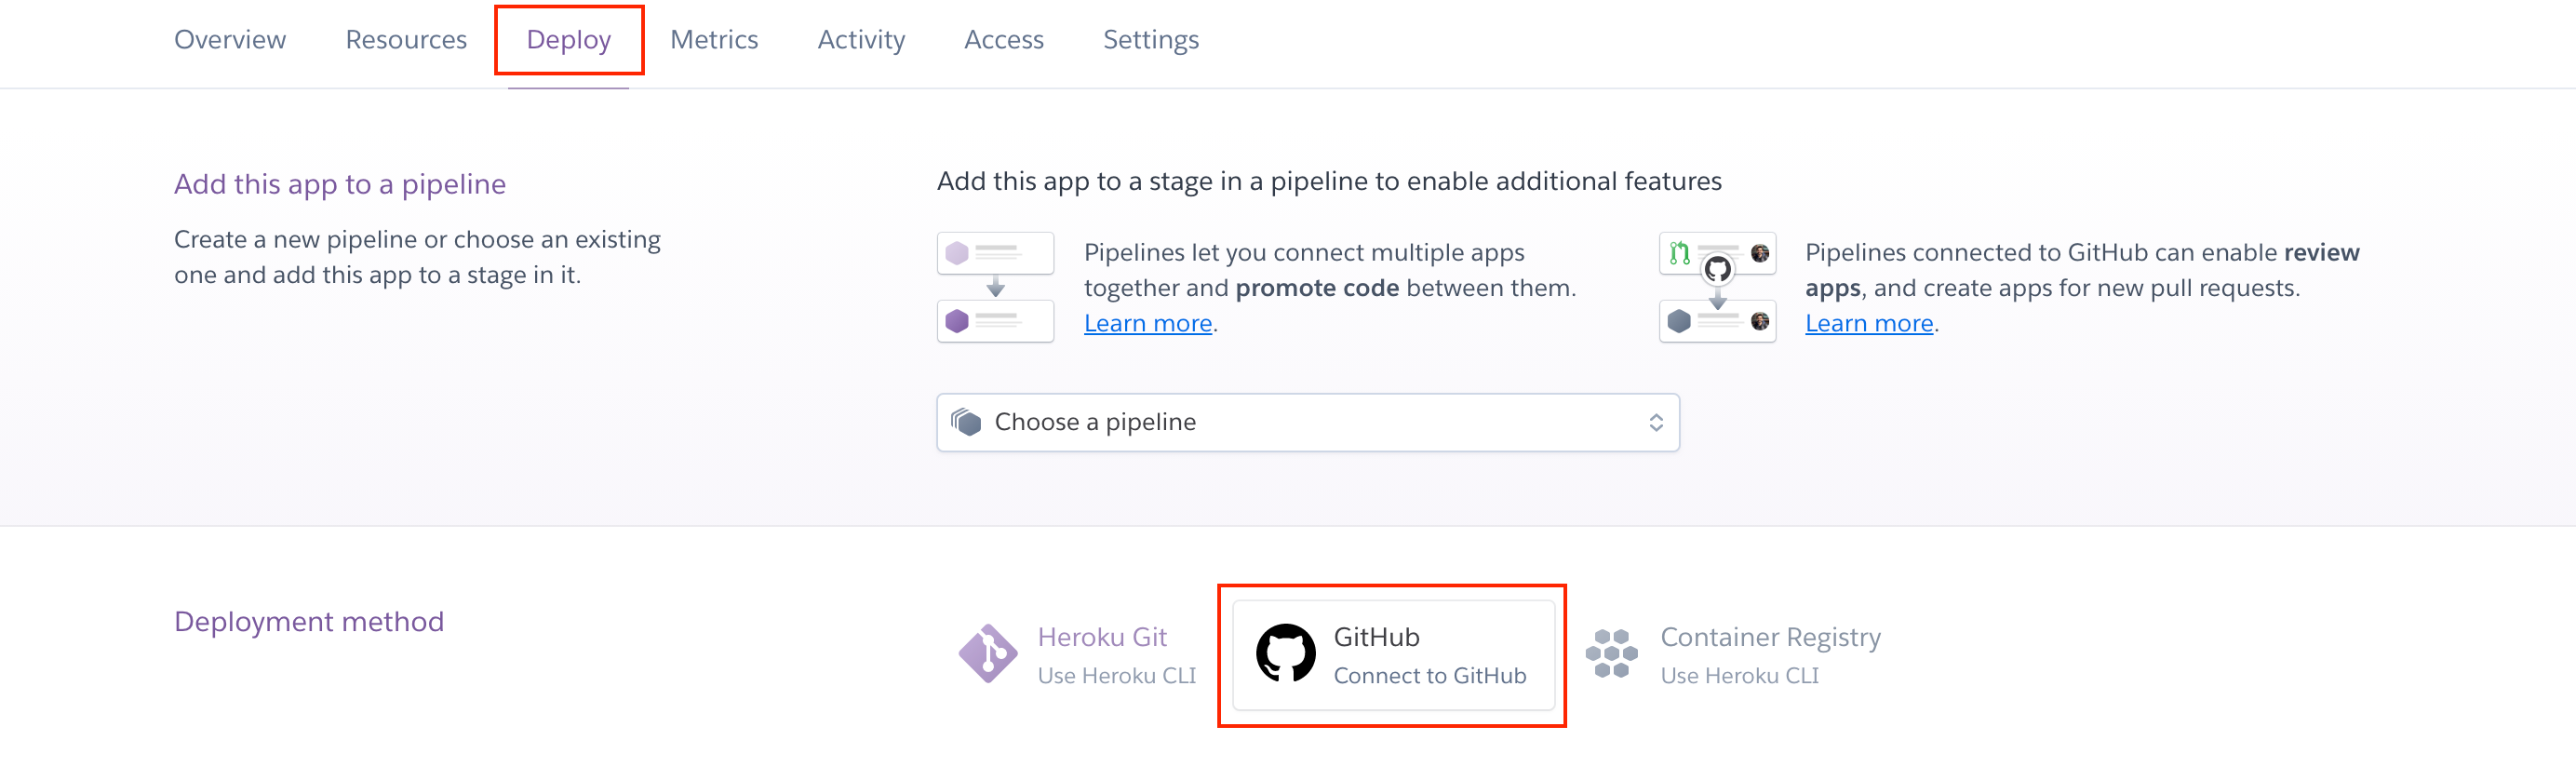 Overview Resources Deploy Metrics Activity Access Settings
Add this app to a pipeline
Create a new pipeline or choose an existing
one and add this app to a stage in it.
Add this app to a stage in a pipeline to enable additional features
Pipelines let you connect multiple apps
together and promote code between them.
Learn more.
Pipelines connected to GitHub can enable review
apps, and create apps for new pull requests.
Learn more.
Choose a pipeline
Deployment method
Heroku Git
Use Heroku CLI
GitHub
Connect to GitHub
Container Registry
Use Heroku CLI